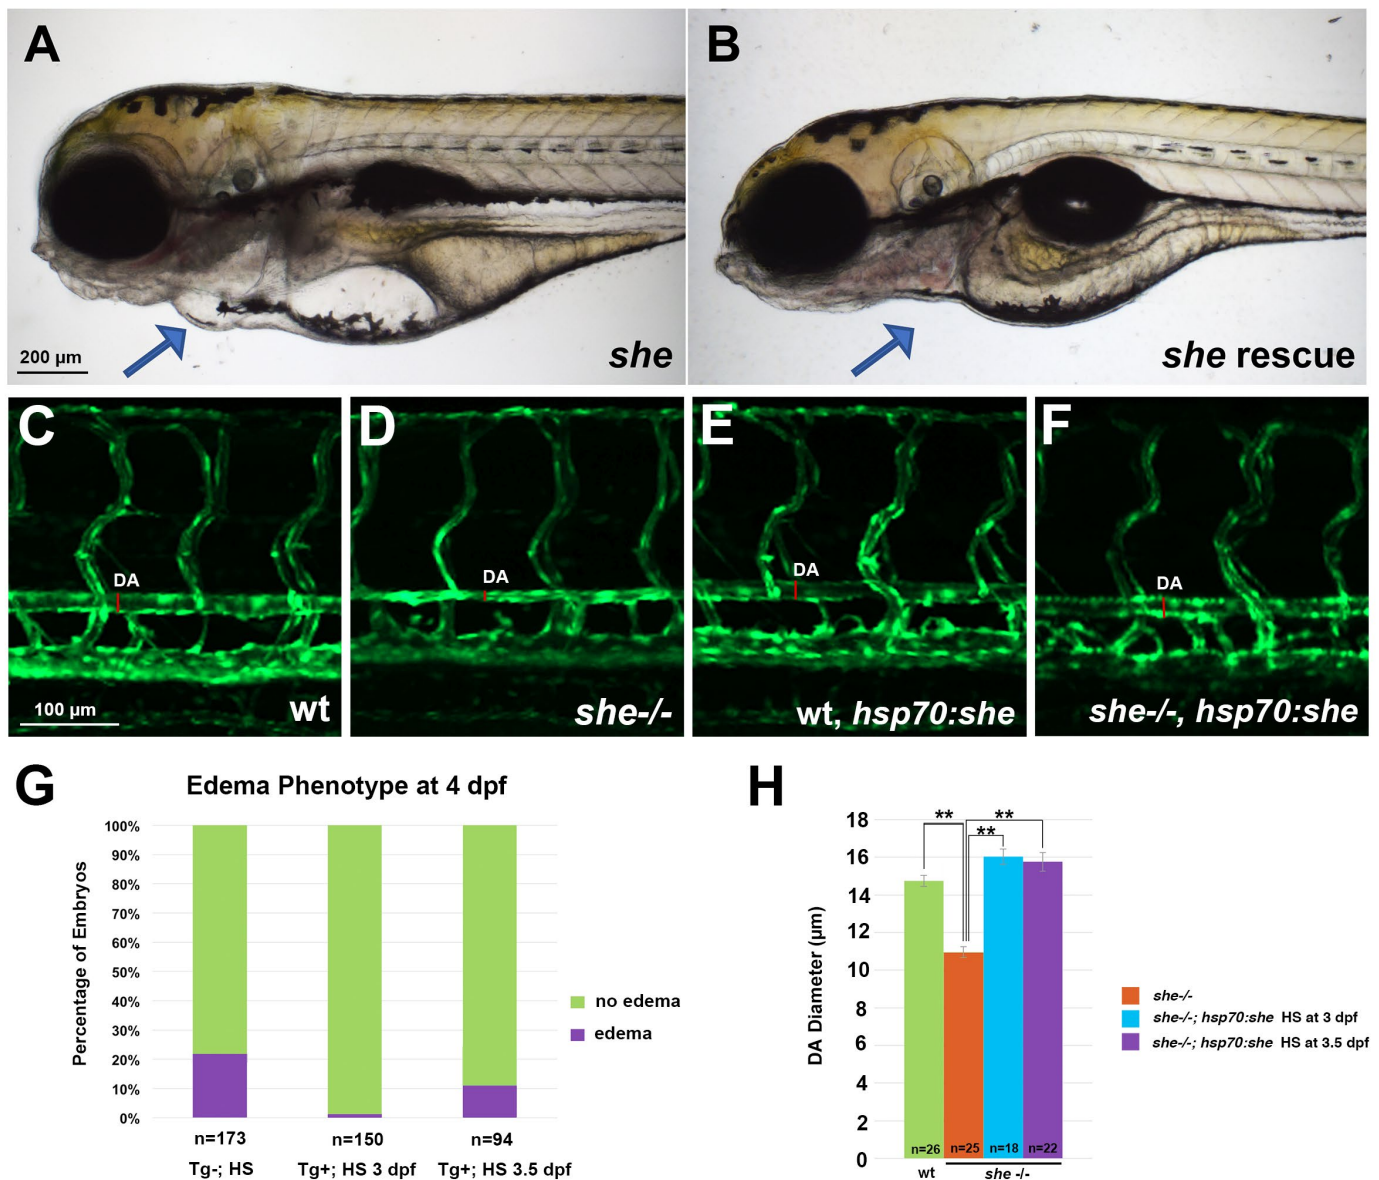 A
B
200 µm
she
she rescue
C
D
E
F
DA
DA
DA
DA
100 µm
wt
she-/-
wt, hsp70:she
she-/-, hsp70:she
G
Edema Phenotype at 4 dpf
Percentage of Embryos
100%
90%
80%
70%
60%
50%
40%
30%
20%
10%
0%
n=173
n=150
n=94
Tg-; HS
Tg+; HS 3 dpf
Tg+; HS 3.5 dpf
no edema
edema
H
DA Diameter (µm)
18
16
14
12
10
8
6
4
2
0
**
**
**
n=26
n=25
n=18
n=22
wt
she -/-
she-/-
she-/-; hsp70:she HS at 3 dpf
she-/-; hsp70:she HS at 3.5 dpf